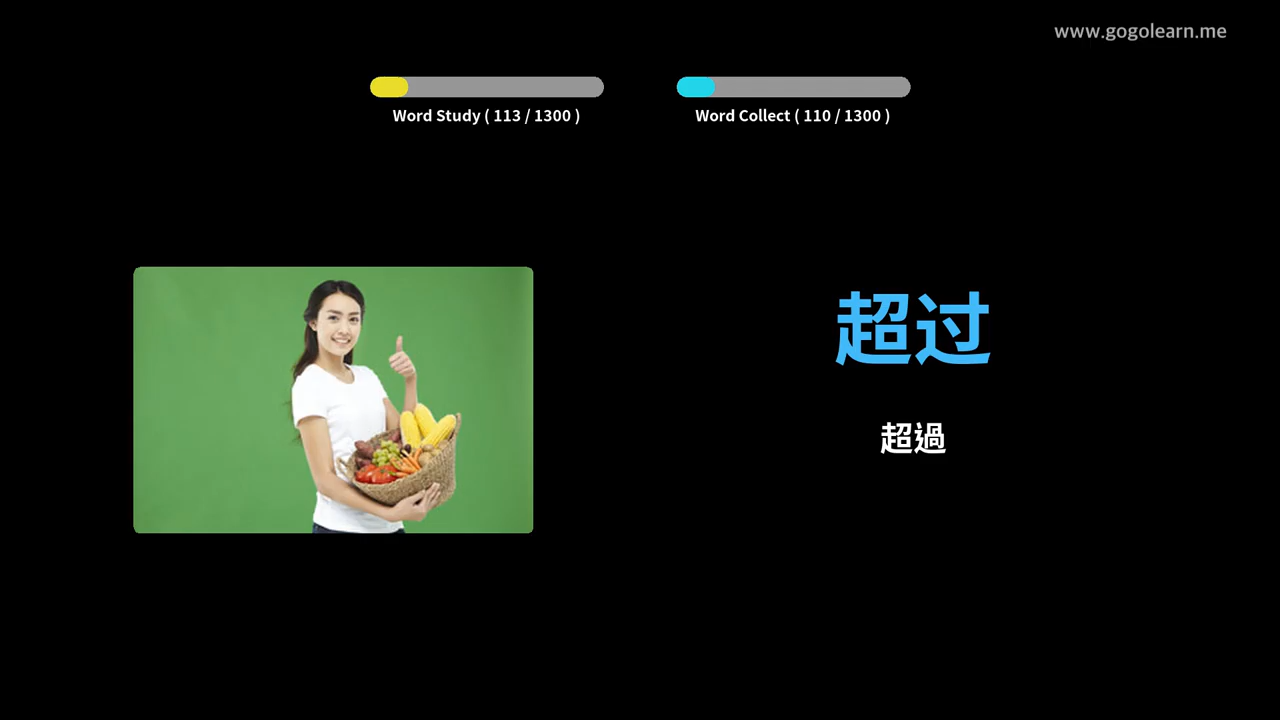 www.gogolearn.me
Word Study ( 113 / 1300 )
Word Collect ( 110 / 1300 )
超过
超過